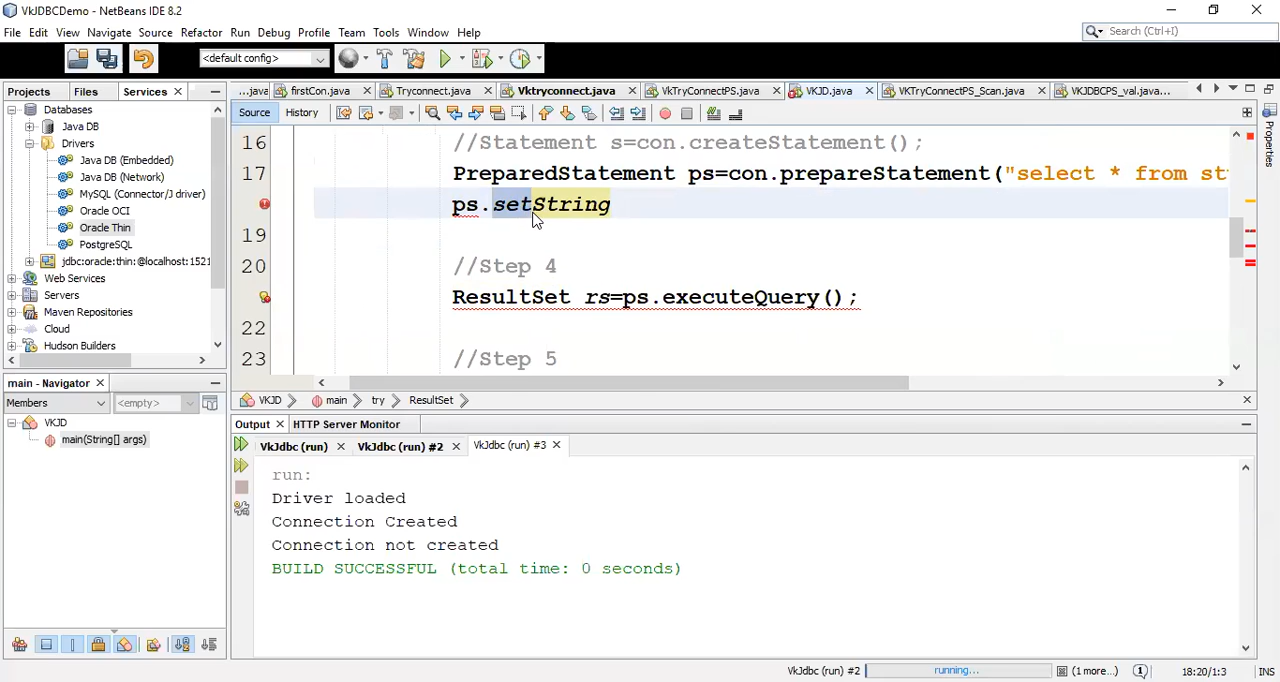 VkJDBCDemo - NetBeans IDE 8.2
File Edit View Navigate Source Refactor Run Debug Profile Team Tools Window Help
Search (Ctrl+I)
<default config>
Projects Files Services
...java firstCon.java Tryconnect.java Vktryconnect.java VkTryConnectPS.java VKJD.java VKTryConnectPS_Scan.java VKJDBCPS_val.java...
Source History
Databases
Java DB
Drivers
Java DB (Embedded)
Java DB (Network)
MySQL (Connector/J driver)
Oracle OCI
Oracle Thin
PostgreSQL
jdbc:oracle:thin:@localhost:1521
Web Services
Servers
Maven Repositories
Cloud
Hudson Builders
16 //Statement s=con.createStatement();
17 PreparedStatement ps=con.prepareStatement("select * from st
ps.setString
19
20 //Step 4
ResultSet rs=ps.executeQuery();
22
23 //Step 5
Properties
VKJD main try ResultSet
main - Navigator
Members <empty>
VKJD
main(String[] args)
Output HTTP Server Monitor
VkJdbc (run) VkJdbc (run) #2 VkJdbc (run) #3
run:
Driver loaded
Connection Created
Connection not created
BUILD SUCCESSFUL (total time: 0 seconds)
VkJdbc (run) #2 running... (1 more...) 18:20/1:3 INS